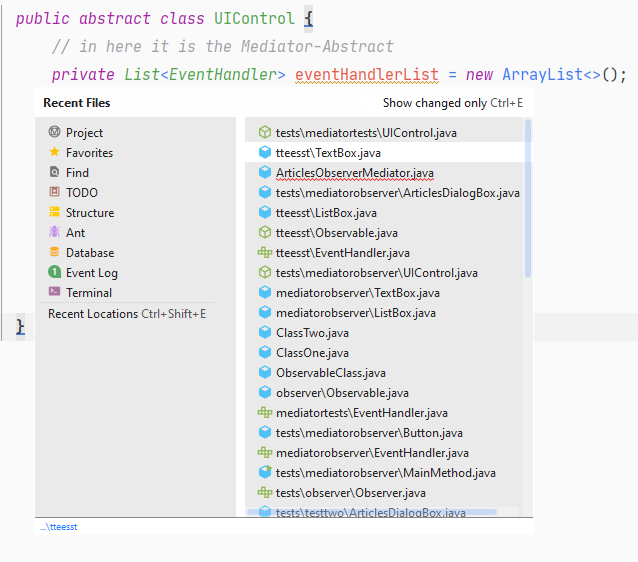 public abstract class UIControl {
// in here it is the Mediator-Abstract
private List<EventHandler> eventHandlerList = new ArrayList<>();
Recent Files
Show changed only Ctrl+E
Project
Favorites
Find
TODO
Structure
Ant
Database
1 Event Log
Terminal
Recent Locations Ctrl+Shift+E
tests\mediatortests\UIControl.java
tteesst\TextBox.java
ArticlesObserverMediator.java
tests\mediatorobserver\ArticlesDialogBox.java
tteesst\ListBox.java
tteesst\Observable.java
tteesst\EventHandler.java
tests\mediatorobserver\UIControl.java
mediatorobserver\TextBox.java
mediatorobserver\ListBox.java
ClassTwo.java
ClassOne.java
ObservableClass.java
observer\Observable.java
mediatortests\EventHandler.java
tests\mediatorobserver\Button.java
mediatorobserver\EventHandler.java
tests\mediatorobserver\MainMethod.java
tests\observer\Observer.java
tests\testtwo\ArticlesDialogBox.java
}
...\tteesst